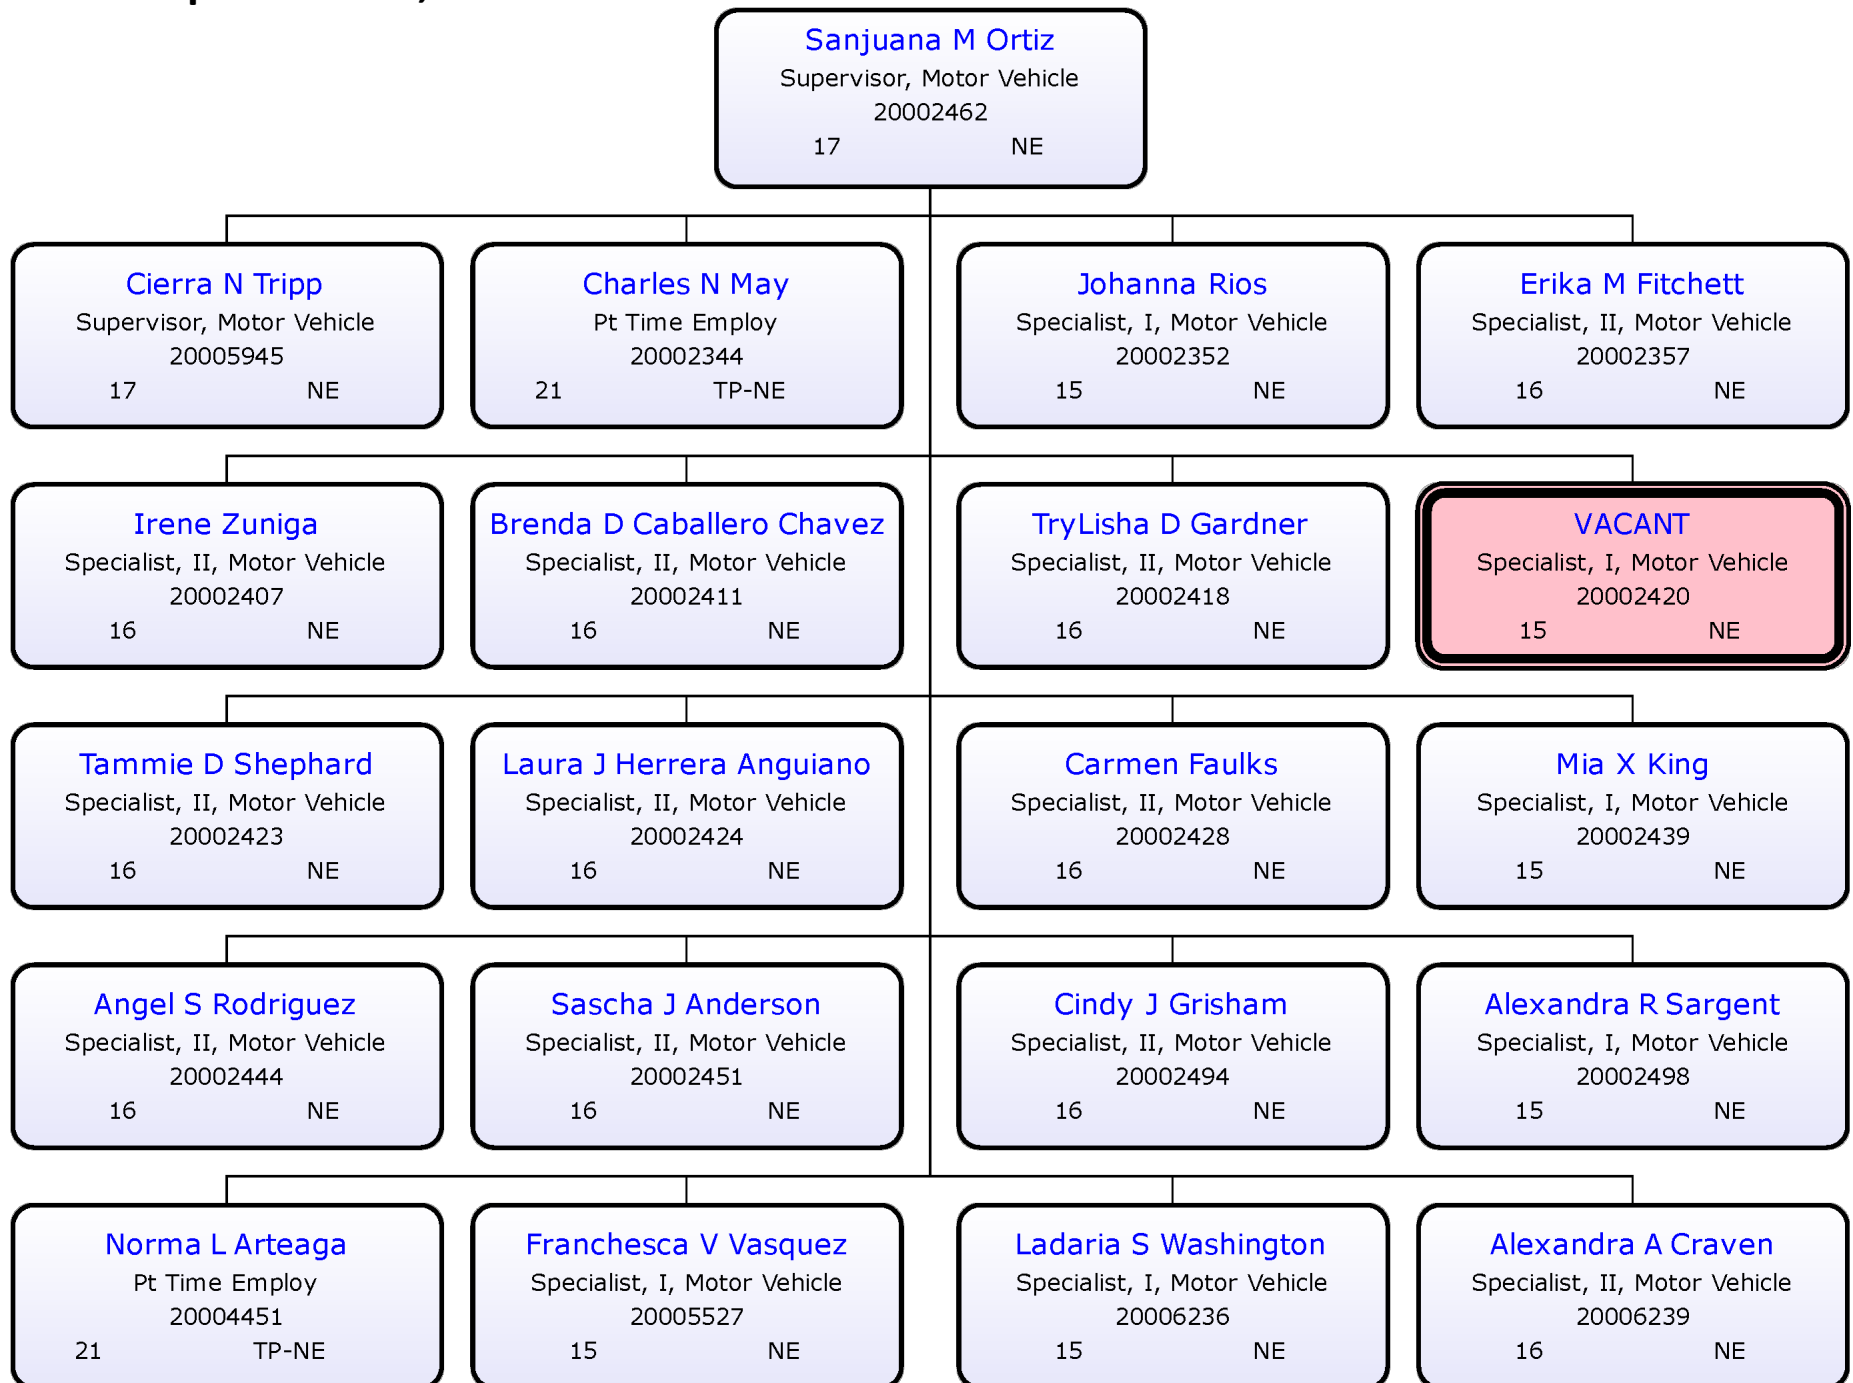 Sanjuana M Ortiz
Supervisor, Motor Vehicle
20002462
17 NE
Cierra N Tripp
Supervisor, Motor Vehicle
20005945
17 NE
Charles N May
Pt Time Employ
20002344
21 TP-NE
Johanna Rios
Specialist, I, Motor Vehicle
20002352
15 NE
Erika M Fitchett
Specialist, II, Motor Vehicle
20002357
16 NE
Irene Zuniga
Specialist, II, Motor Vehicle
20002407
16 NE
Brenda D Caballero Chavez
Specialist, II, Motor Vehicle
20002411
16 NE
TryLisha D Gardner
Specialist, II, Motor Vehicle
20002418
16 NE
VACANT
Specialist, I, Motor Vehicle
20002420
15 NE
Tammie D Shephard
Specialist, II, Motor Vehicle
20002423
16 NE
Laura J Herrera Anguiano
Specialist, II, Motor Vehicle
20002424
16 NE
Carmen Faulks
Specialist, II, Motor Vehicle
20002428
16 NE
Mia X King
Specialist, I, Motor Vehicle
20002439
15 NE
Angel S Rodriguez
Specialist, II, Motor Vehicle
20002444
16 NE
Sascha J Anderson
Specialist, II, Motor Vehicle
20002451
16 NE
Cindy J Grisham
Specialist, II, Motor Vehicle
20002494
16 NE
Alexandra R Sargent
Specialist, I, Motor Vehicle
20002498
15 NE
Norma L Arteaga
Pt Time Employ
20004451
21 TP-NE
Franchesca V Vasquez
Specialist, I, Motor Vehicle
20005527
15 NE
Ladaria S Washington
Specialist, I, Motor Vehicle
20006236
15 NE
Alexandra A Craven
Specialist, II, Motor Vehicle
20006239
16 NE